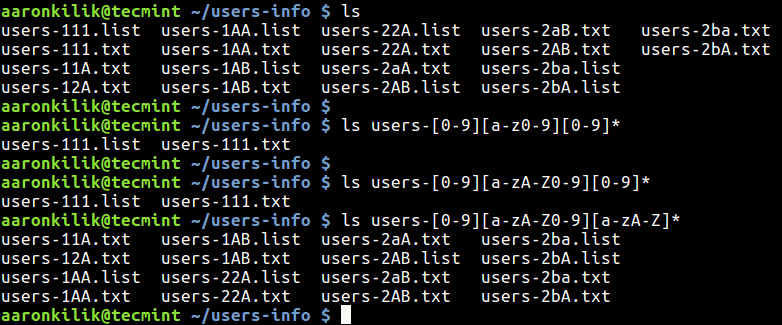 aaronkilik@tecmint ~/users-info $ ls
users-111.list  users-1AA.list  users-22A.list  users-2aB.txt   users-2ba.txt
users-111.txt   users-1AA.txt   users-22A.txt   users-2AB.txt   users-2bA.txt
users-11A.txt   users-1AB.list  users-2aA.txt   users-2ba.list
users-12A.txt   users-1AB.txt   users-2AB.list  users-2bA.list
aaronkilik@tecmint ~/users-info $
aaronkilik@tecmint ~/users-info $ ls users-[0-9][a-z0-9][0-9]*
users-111.list  users-111.txt
aaronkilik@tecmint ~/users-info $
aaronkilik@tecmint ~/users-info $ ls users-[0-9][a-zA-Z0-9][0-9]*
users-111.list  users-111.txt
aaronkilik@tecmint ~/users-info $ ls users-[0-9][a-zA-Z0-9][a-zA-Z]*
users-11A.txt   users-1AB.list  users-2aA.txt   users-2ba.list
users-12A.txt   users-1AB.txt   users-2AB.list  users-2bA.list
users-1AA.list  users-22A.list  users-2aB.txt   users-2ba.txt
users-1AA.txt   users-22A.txt   users-2AB.txt   users-2bA.txt
aaronkilik@tecmint ~/users-info $